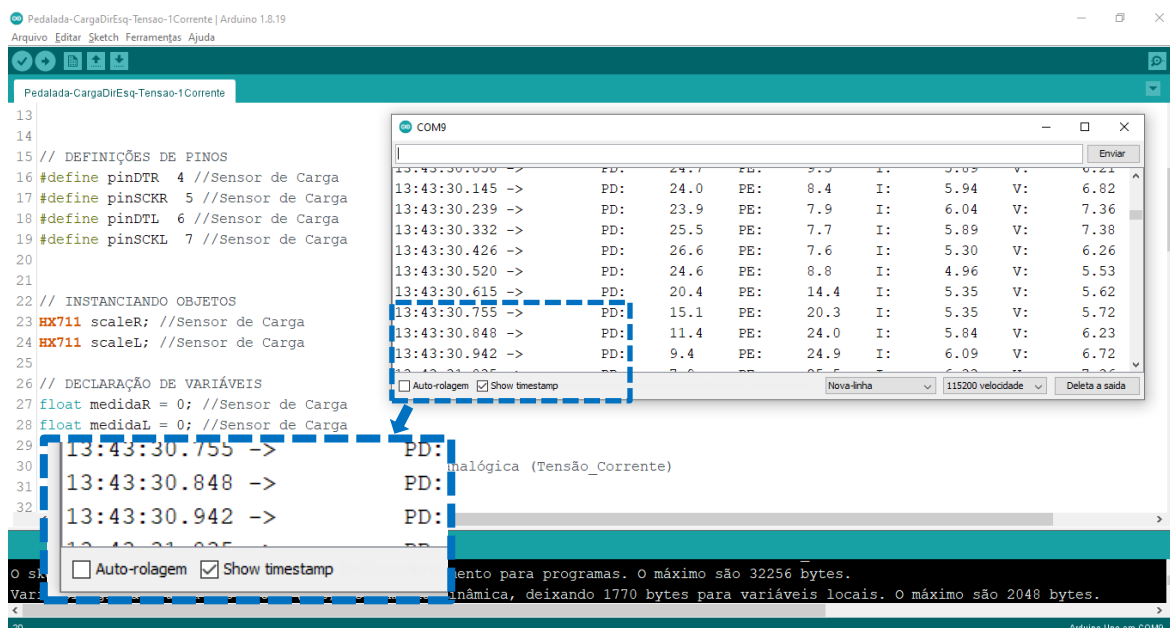 Pedalada-CargaDirEsq-Tensao-1Corrente | Arduino 1.8.19
Arquivo Editar Sketch Ferramentas Ajuda
Pedalada-CargaDirEsq-Tensao-1Corrente
13
14
15 // DEFINIÇÕES DE PINOS
16 #define pinDTR 4 //Sensor de Carga
17 #define pinSCKR 5 //Sensor de Carga
18 #define pinDTL 6 //Sensor de Carga
19 #define pinSCKL 7 //Sensor de Carga
20
21
22 // INSTANCIANDO OBJETOS
23 HX711 scaleR; //Sensor de Carga
24 HX711 scaleL; //Sensor de Carga
25
26 // DECLARAÇÃO DE VARIÁVEIS
27 float medidaR = 0; //Sensor de Carga
28 float medidaL = 0; //Sensor de Carga
29
30 nalógica (Tensão_Corrente)
31
32
COM9
Enviar
13:43:30.145 -> PD: 24.0 PE: 8.4 I: 5.94 V: 6.82
13:43:30.239 -> PD: 23.9 PE: 7.9 I: 6.04 V: 7.36
13:43:30.332 -> PD: 25.5 PE: 7.7 I: 5.89 V: 7.38
13:43:30.426 -> PD: 26.6 PE: 7.6 I: 5.30 V: 6.26
13:43:30.520 -> PD: 24.6 PE: 8.8 I: 4.96 V: 5.53
13:43:30.615 -> PD: 20.4 PE: 14.4 I: 5.35 V: 5.62
13:43:30.755 -> PD: 15.1 PE: 20.3 I: 5.35 V: 5.72
13:43:30.848 -> PD: 11.4 PE: 24.0 I: 5.84 V: 6.23
13:43:30.942 -> PD: 9.4 PE: 24.9 I: 6.09 V: 6.72
Auto-rolagem Show timestamp Nova-linha 115200 velocidade Deleta a saida
13:43:30.755 -> PD:
13:43:30.848 -> PD:
13:43:30.942 -> PD:
Auto-rolagem Show timestamp
O sk mento para programas. O máximo são 32256 bytes.
Vari inâmica, deixando 1770 bytes para variáveis locais. O máximo são 2048 bytes.